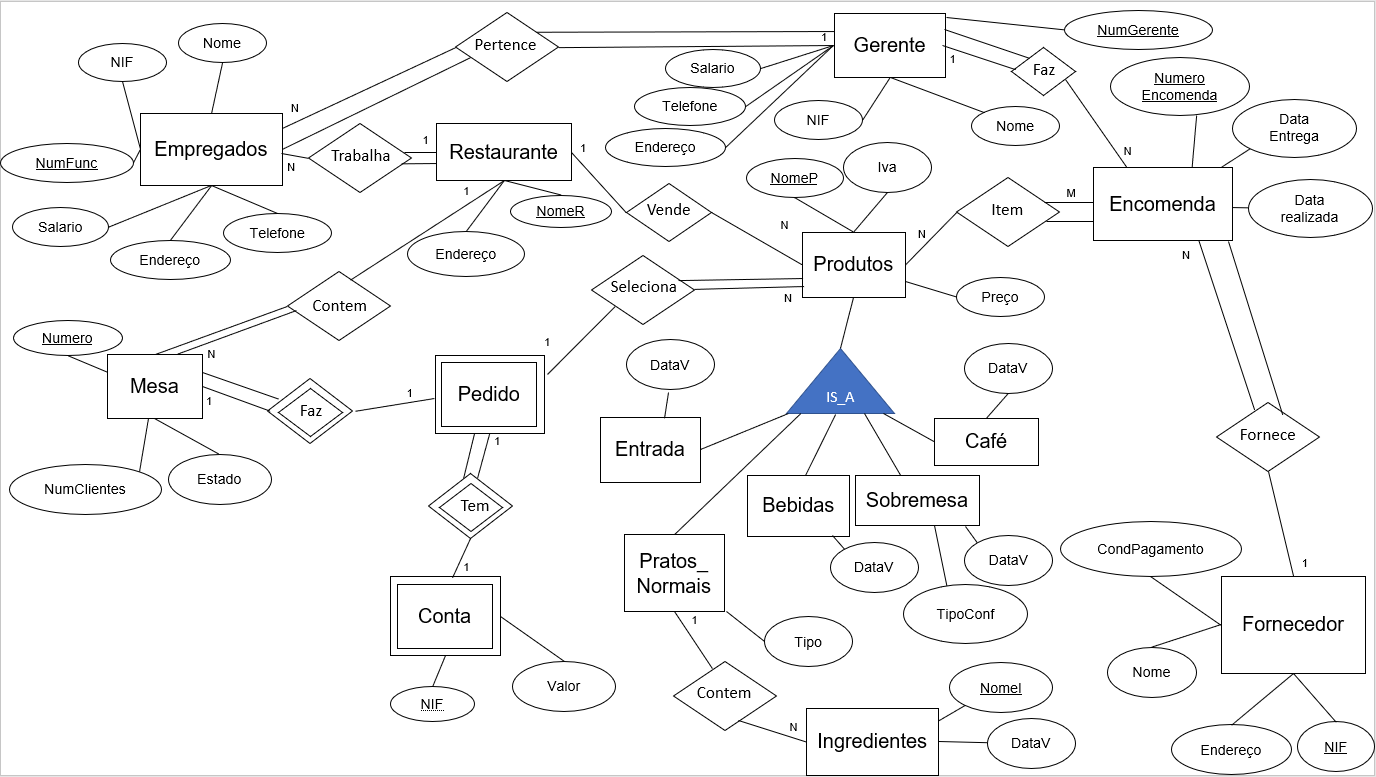 Pertence
Gerente
NumGerente
Nome
NIF
1
1
Faz
Salario
Telefone
Endereço
NIF
Nome
Numero
Encomenda
Data
Entrega
N
N
Empregados
NumFunc
Trabalha
1
Restaurante
1
N
Salario
Telefone
Endereço
1
NomeR
Endereço
Vende
N
NomeP
Iva
Item
M
N
Encomenda
Data
realizada
N
Produtos
Preço
Seleciona
N
Contem
N
Numero
Mesa
1
Faz
1
1
Pedido
NumClientes
Estado
1
Tem
1
Conta
NIF
Valor
IS_A
DataV
Entrada
DataV
Café
Bebidas
DataV
Sobremesa
DataV
TipoConf
Pratos_
Normais
Tipo
1
Contem
N
Ingredientes
NomeI
DataV
Fornece
1
CondPagamento
Fornecedor
Nome
Endereço
NIF